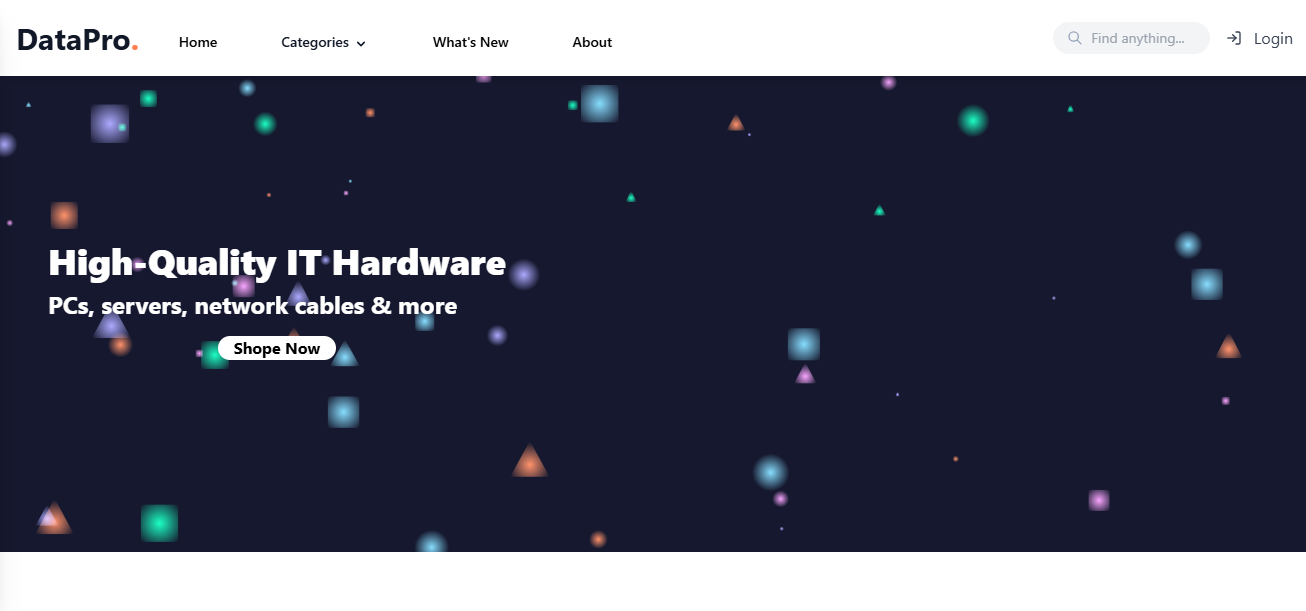 DataPro.
Home
Categories
What's New
About
Find anything...
Login
High-Quality IT Hardware
PCs, servers, network cables & more
Shope Now